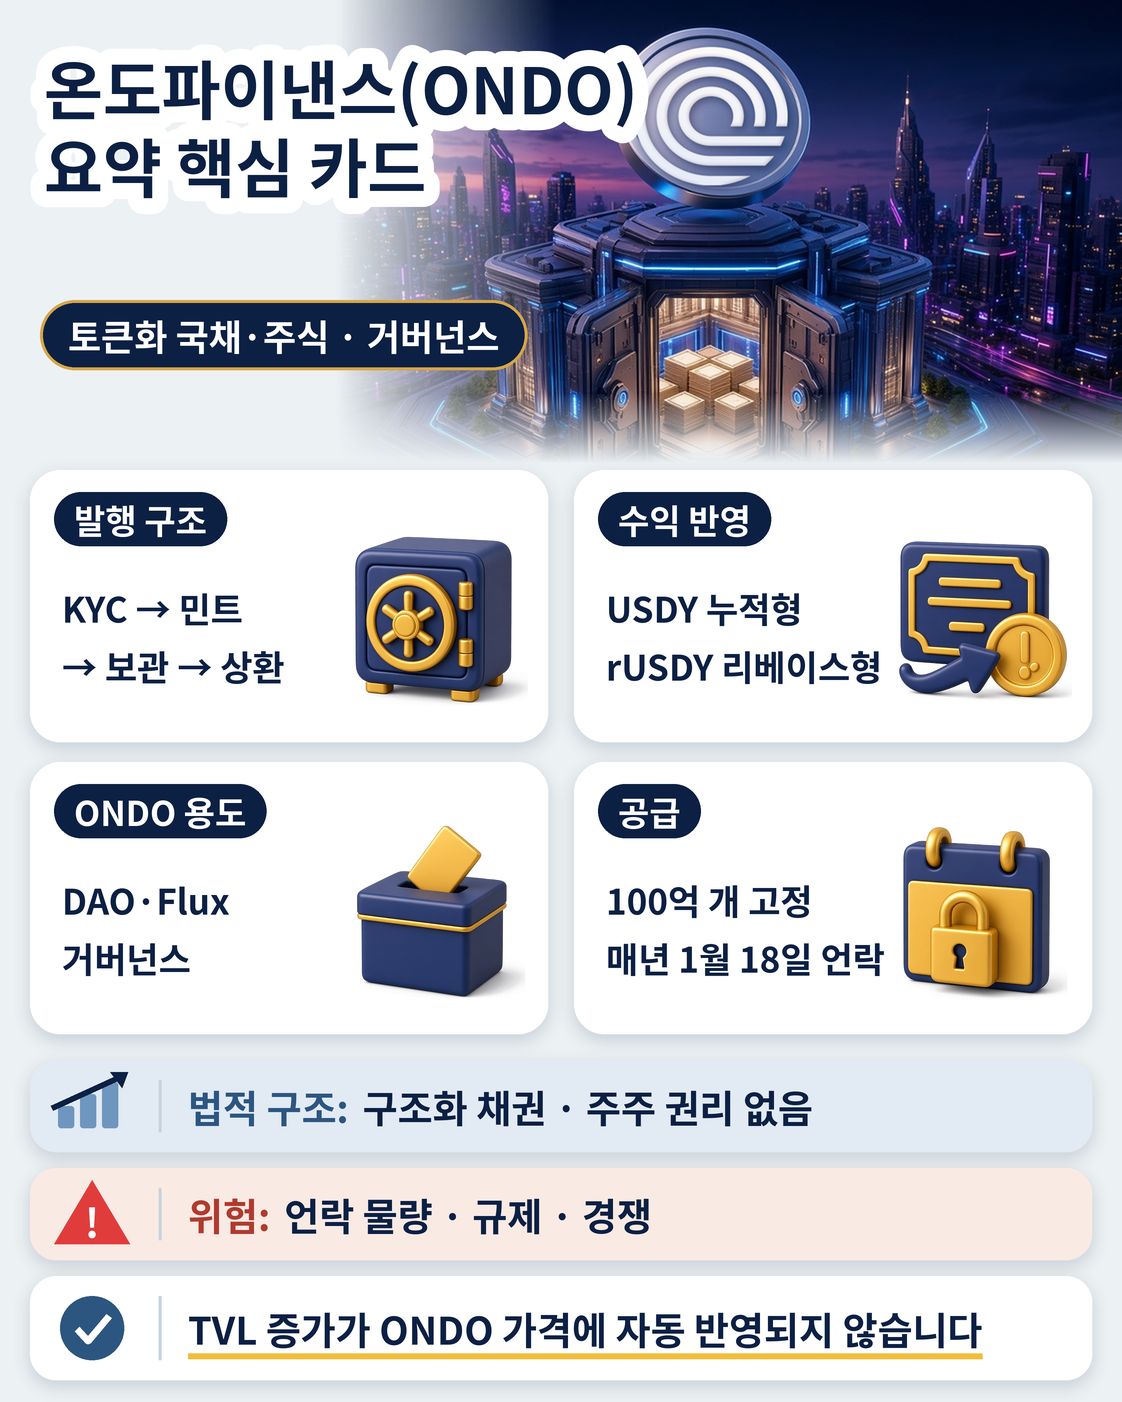 온도파이낸스(ONDO)
요약 핵심 카드
토큰화 국채·주식 · 거버넌스
발행 구조
KYC → 민트
→ 보관 → 상환
수익 반영
USDY 누적형
rUSDY 리베이스형
ONDO 용도
DAO·Flux
거버넌스
공급
100억 개 고정
매년 1월 18일 언락
법적 구조: 구조화 채권 · 주주 권리 없음
위험: 언락 물량 · 규제 · 경쟁
TVL 증가가 ONDO 가격에 자동 반영되지 않습니다